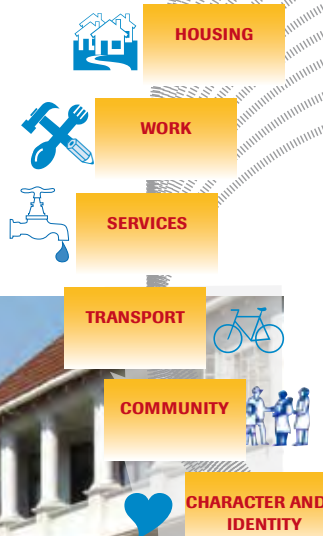 HOUSING
WORK
SERVICES
TRANSPORT
COMMUNITY
CHARACTER AND
IDENTITY